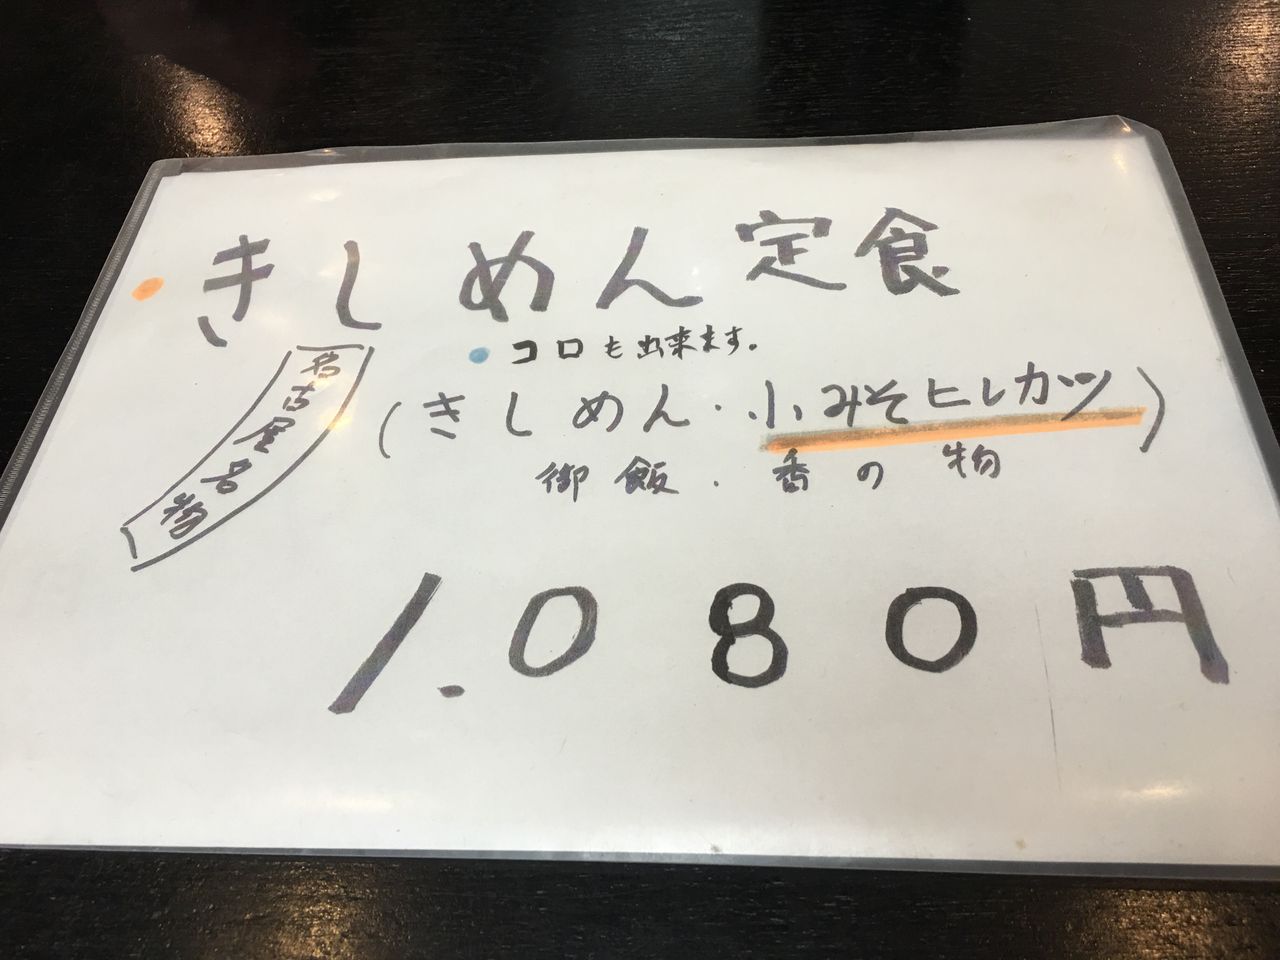 きしめん定食
コロも出来ます。
(きしめん・小みそヒレカツ)
御飯・香の物
名古屋名巻
1.080円